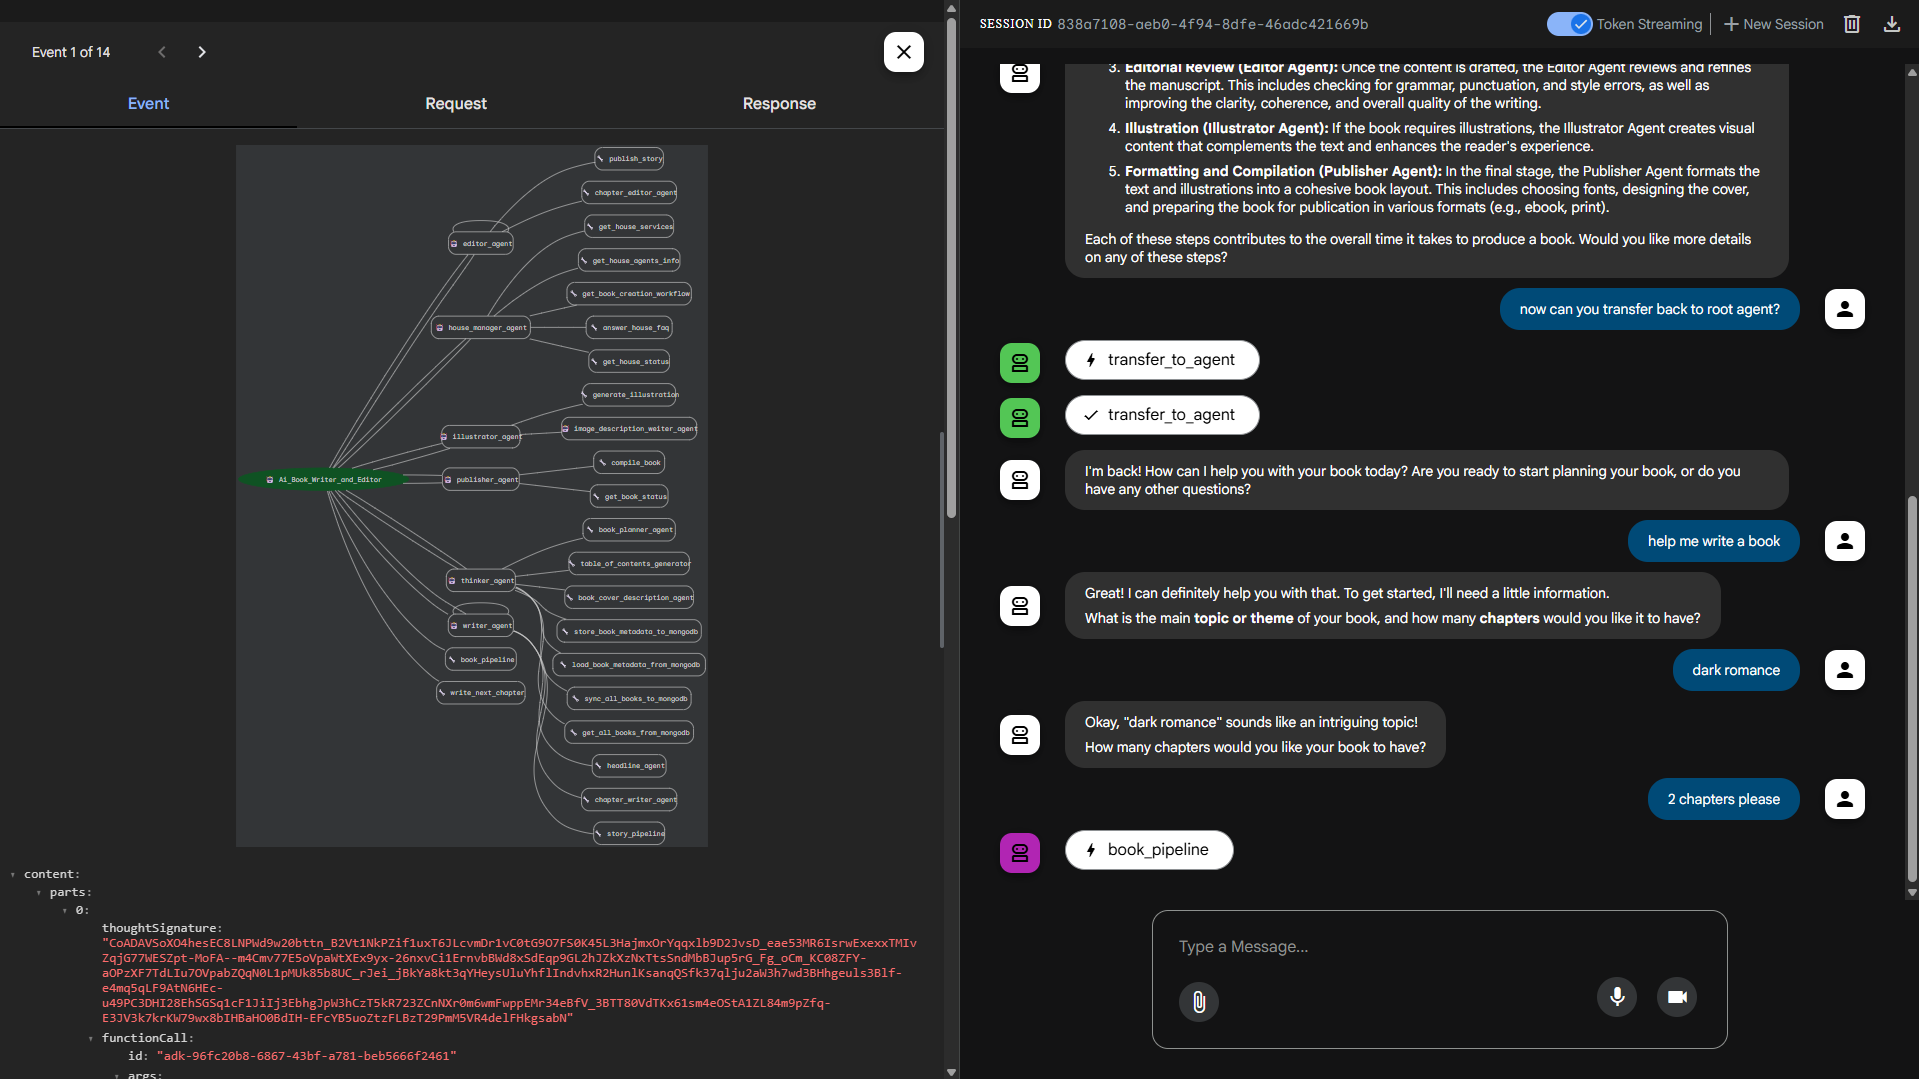 Event 1 of 14
Event
Request
Response
publish_story
chapter_editor_agent
get_house_services
editor_agent
get_house_agents_info
get_book_creation_workflow
house_manager_agent
answer_house_faq
get_house_status
generate_illustration
image_description_weiter_agent
illustrator_agent
compile_book
Ai_Book_Writer_and_Editor
publisher_agent
get_book_status
book_planner_agent
table_of_contents_generator
thinker_agent
book_cover_description_agent
writer_agent
store_book_metadata_to_mongodb
book_pipeline
load_book_metadata_from_mongodb
write_next_chapter
sync_all_books_to_mongodb
get_all_books_from_mongodb
headline_agent
chapter_writer_agent
story_pipeline
content:
parts:
0:
thoughtSignature:
"CoADAVSoXO4hesEC8LNPWd9w20bttn_B2Vt1NkPZif1uxT6JLcvmDr1vC0tG9O7FS0K45L3HajmxOrYqqxlb9D2JvsD_eae53MR6IsrwExexxTMIv
ZqjG77WESZpt-MoFA--m4Cmv77E5oVpaWtXEx9yx-26nxvCi1ErnvbBWd8xSdEqp9GL2hJZkXzNxTtsSndMbBJup5rG_Fg_oCm_KC08ZFY-
aOPzXF7TdLIu7OVpabZQqN0L1pMUk85b8UC_rJei_jBkYa8kt3qYHeysUluYhflIndvhxR2HunlKsanqQSfk37qlju2aW3h7wd3BHhgeuls3Blf-
e4mq5qLF9AtN6HEc-
u49PC3DHI28EhSGSq1cF1JiIj3EbhgJpW3hCzT5kR723ZCnNXr0m6wmFwppEMr34eBfV_3BTT80VdTKx61sm4eOStA1ZL84m9pZfq-
E3JV3k7krKW79wx8bIHBaHO0BdIH-EFcYB5uoZtzFLBzT29PmM5VR4delFHkgsabN"
functionCall:
id: "adk-96fc20b8-6867-43bf-a781-beb5666f2461"
args:
SESSION ID 838a7108-aeb0-4f94-8dfe-46adc421669b
Token Streaming
New Session
3. Editorial Review (Editor Agent): Once the content is drafted, the Editor Agent reviews and refines
the manuscript. This includes checking for grammar, punctuation, and style errors, as well as
improving the clarity, coherence, and overall quality of the writing.
4. Illustration (Illustrator Agent): If the book requires illustrations, the Illustrator Agent creates visual
content that complements the text and enhances the reader's experience.
5. Formatting and Compilation (Publisher Agent): In the final stage, the Publisher Agent formats the
text and illustrations into a cohesive book layout. This includes choosing fonts, designing the cover,
and preparing the book for publication in various formats (e.g., ebook, print).
Each of these steps contributes to the overall time it takes to produce a book. Would you like more details
on any of these steps?
now can you transfer back to root agent?
transfer_to_agent
transfer_to_agent
I'm back! How can I help you with your book today? Are you ready to start planning your book, or do you
have any other questions?
help me write a book
Great! I can definitely help you with that. To get started, I'll need a little information.
What is the main topic or theme of your book, and how many chapters would you like it to have?
dark romance
Okay, "dark romance" sounds like an intriguing topic!
How many chapters would you like your book to have?
2 chapters please
book_pipeline
Type a Message...